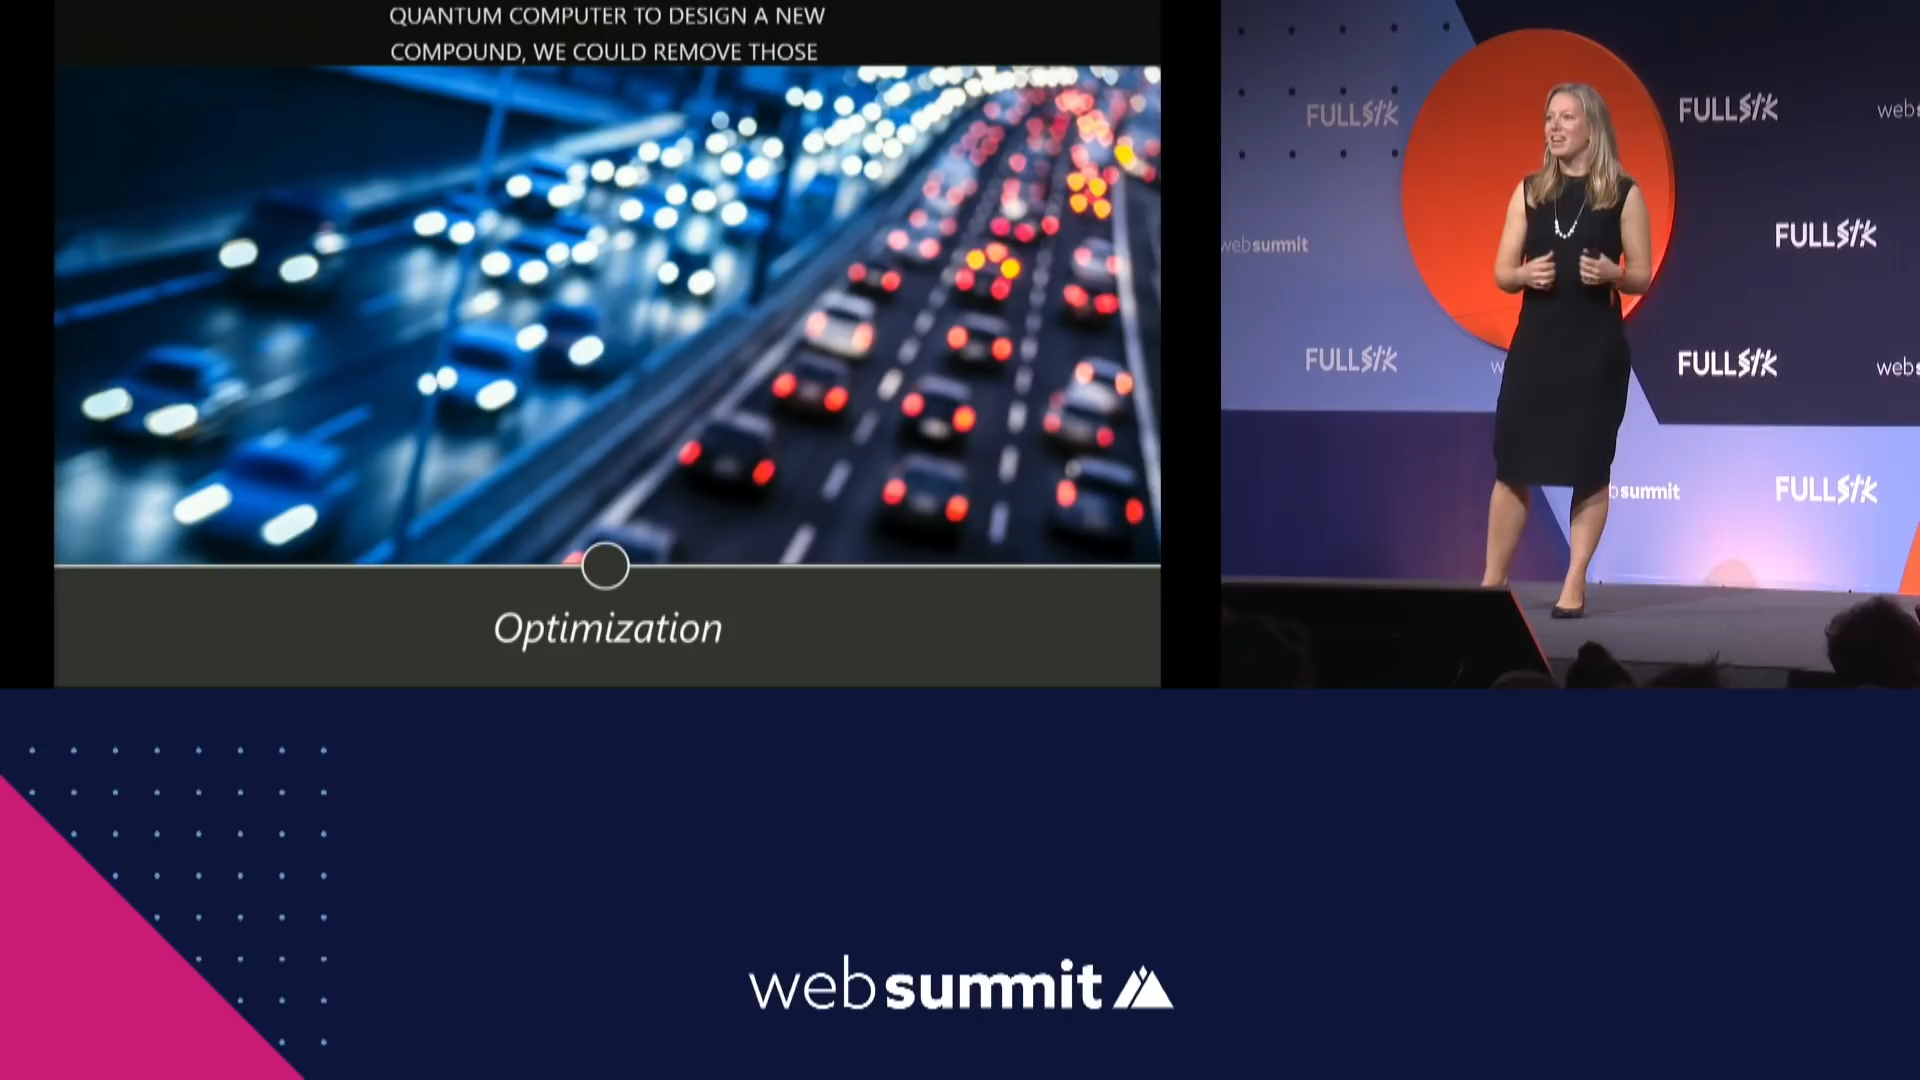 QUANTUM COMPUTER TO DESIGN A NEW
COMPOUND, WE COULD REMOVE THOSE
Optimization
FULLSTK
FULLSTK
web
websummit
FULLSTK
FULLSTK
FULLSTK
webs
summit
FULLSTK
websummit